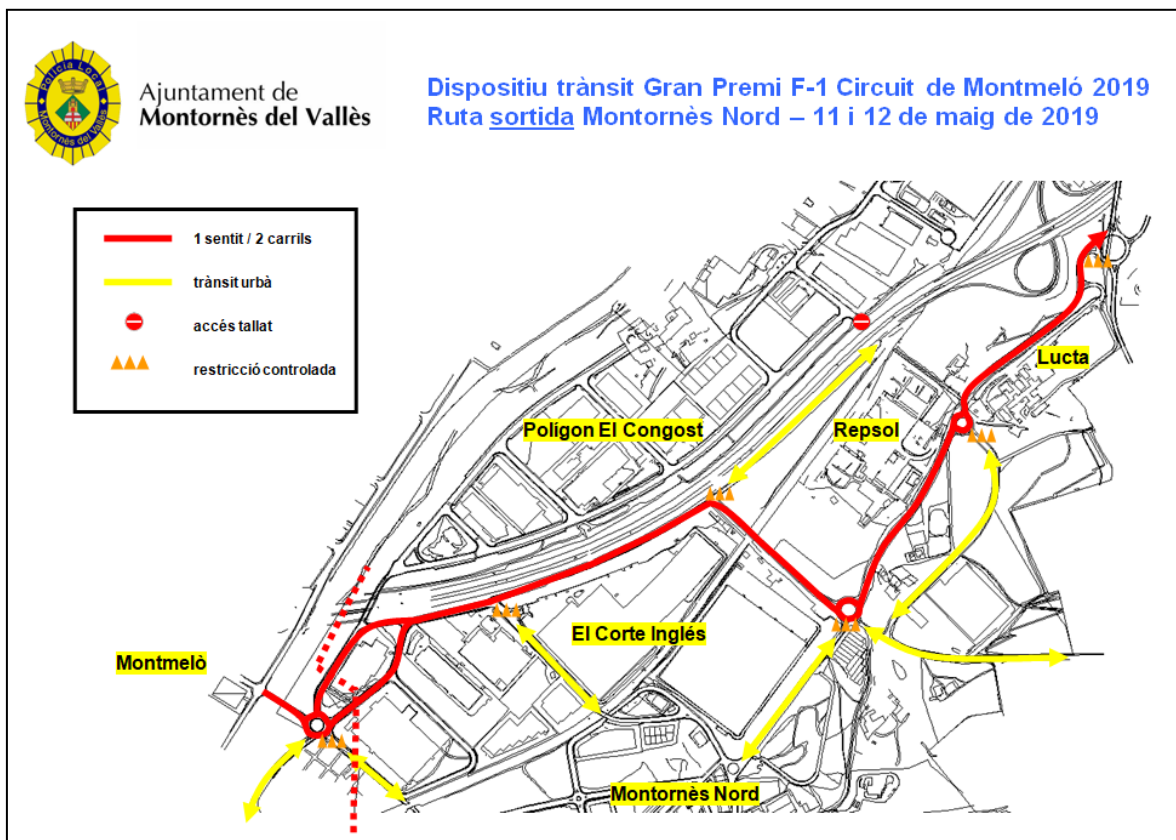 Policia Local
Montornès del Vallès
Ajuntament de
Montornès del Vallès
Dispositiu trànsit Gran Premi F-1 Circuit de Montmeló 2019
Ruta sortida Montornès Nord – 11 i 12 de maig de 2019
1 sentit / 2 carrils
trànsit urbà
accés tallat
restricció controlada
Lucta
Polígon El Congost
Repsol
El Corte Inglés
Montmelò
Montornès Nord